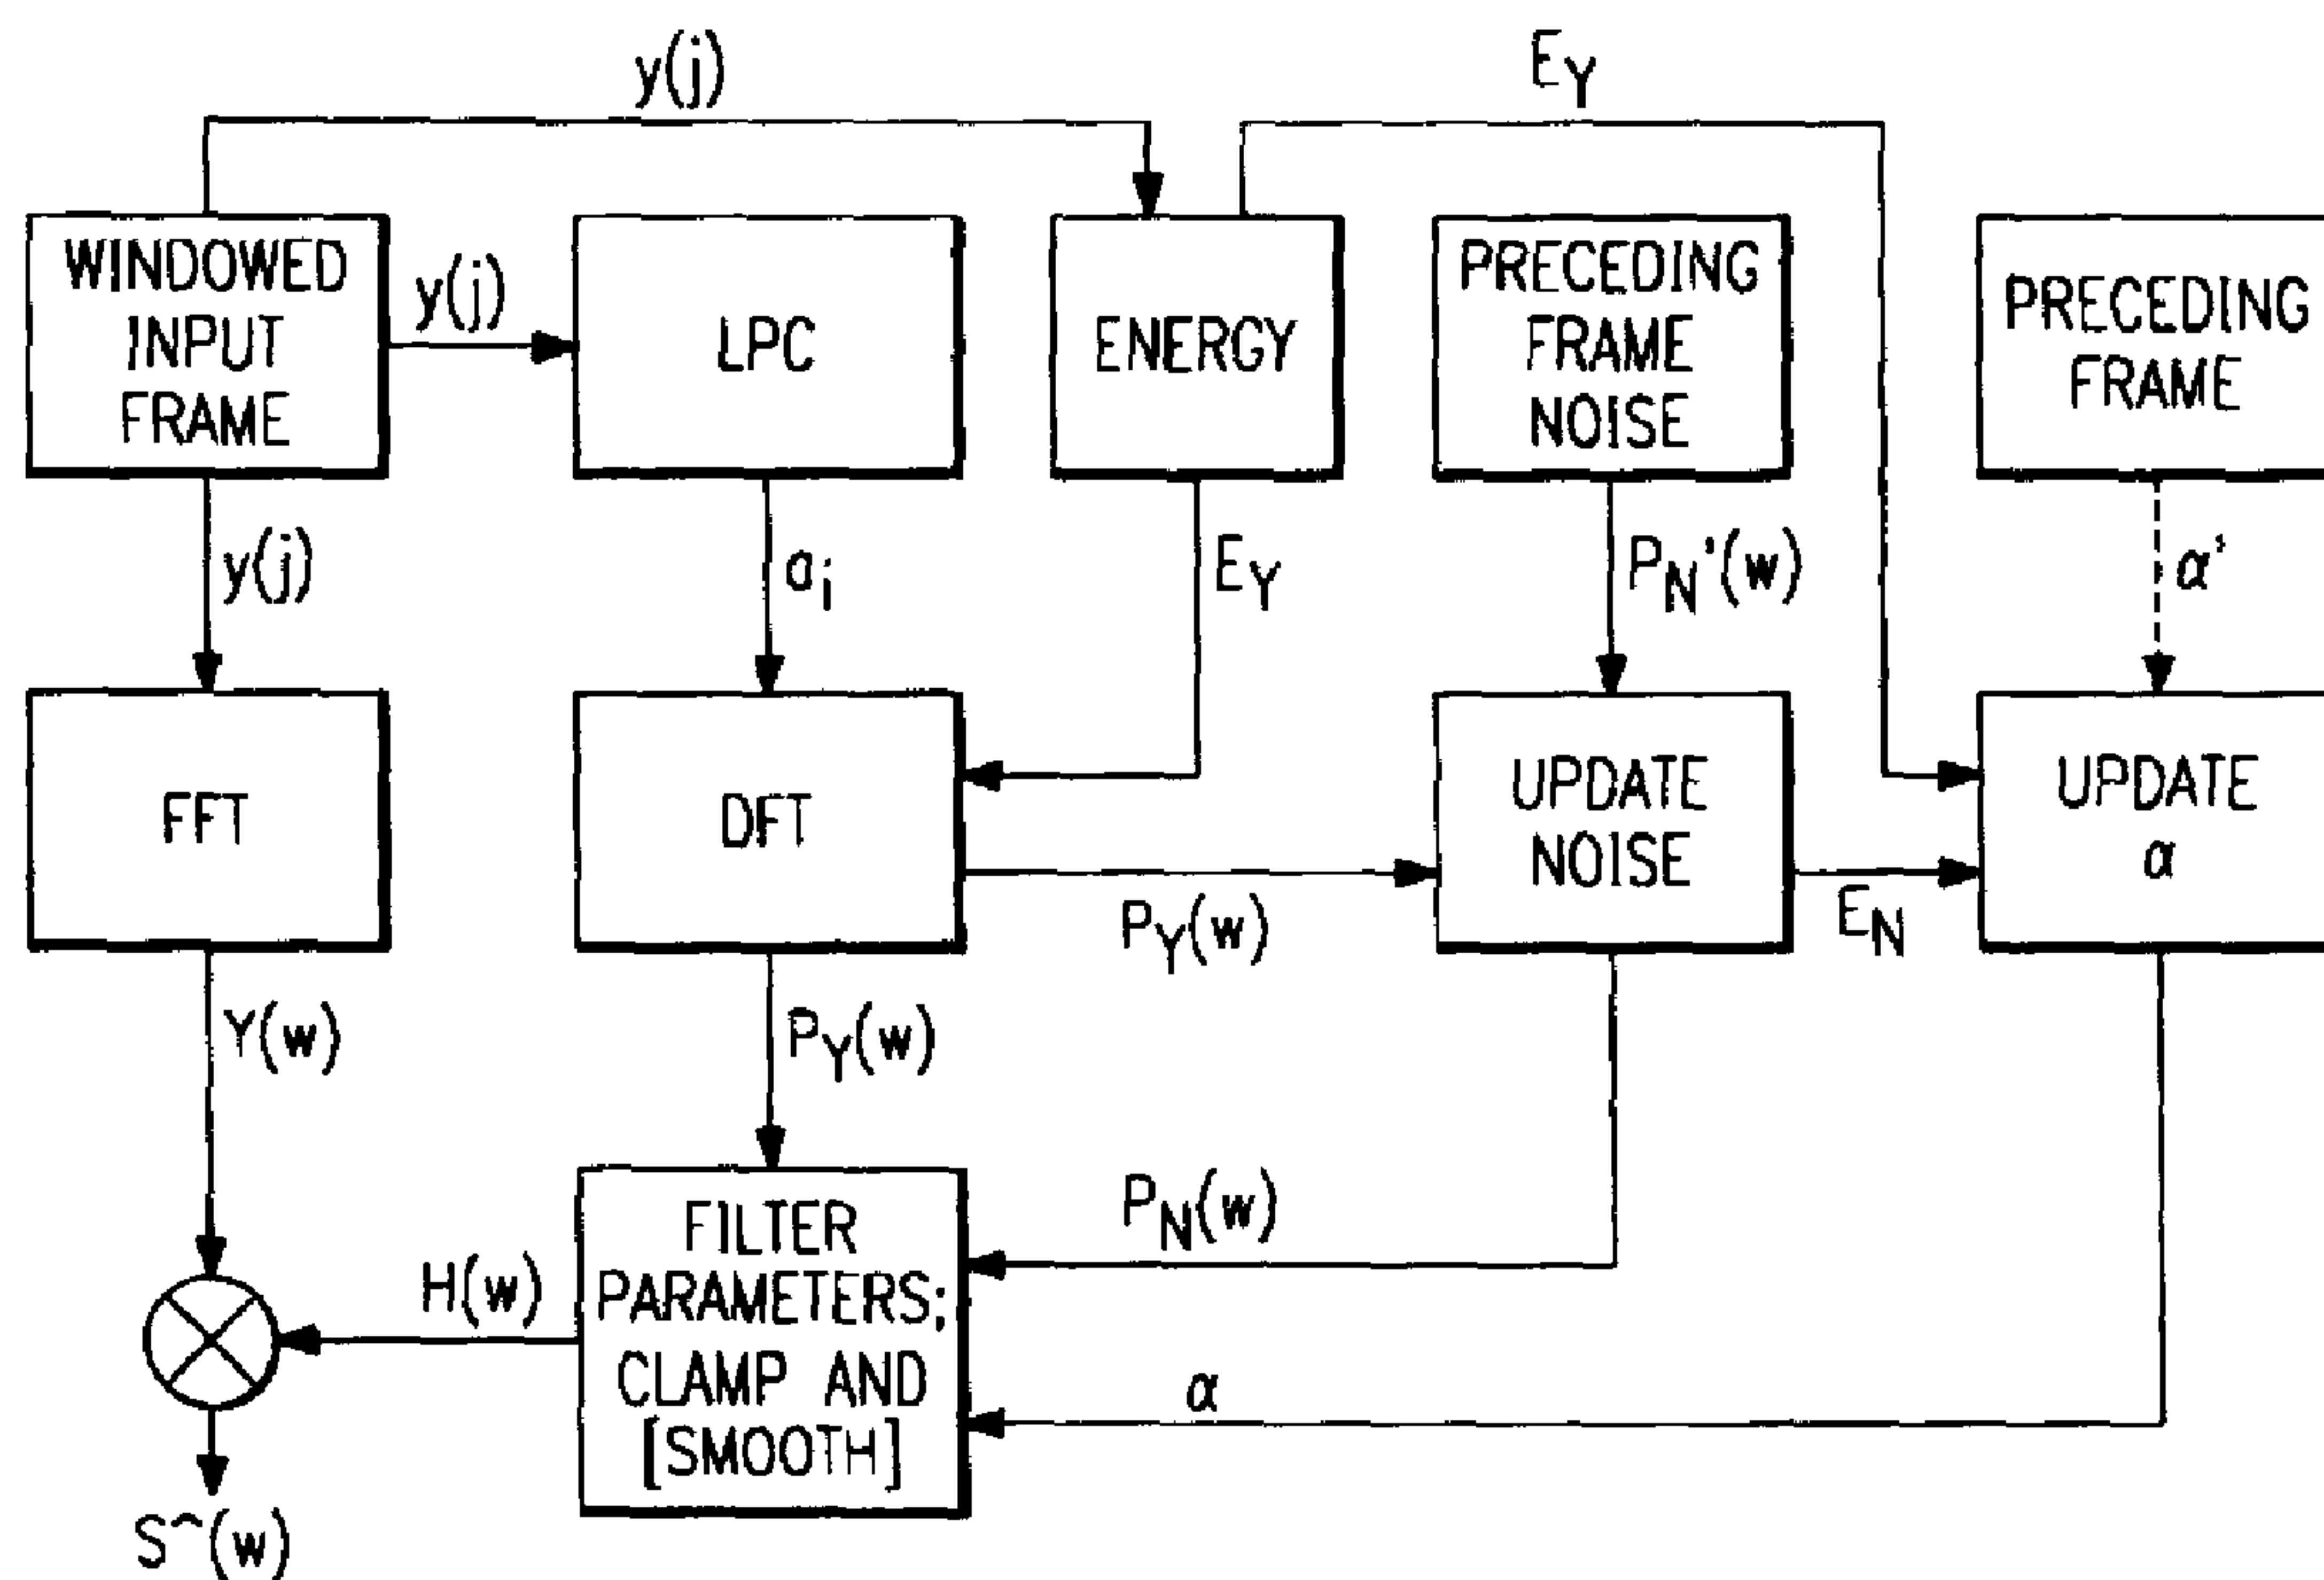 y(j)
E_Y
WINDOWED
INPUT
FRAME
y(j)
LPC
ENERGY
PRECEDING
FRAME
NOISE
PRECEDING
FRAME
y(j)
a_i
E_Y
P_N'(w)
α'
FFT
DFT
UPDATE
NOISE
UPDATE
α
P_Y(w)
E_N
Y(w)
P_Y(w)
P_N(w)
H(w)
FILTER
PARAMETERS;
CLAMP AND
[SMOOTH]
α
S^(w)